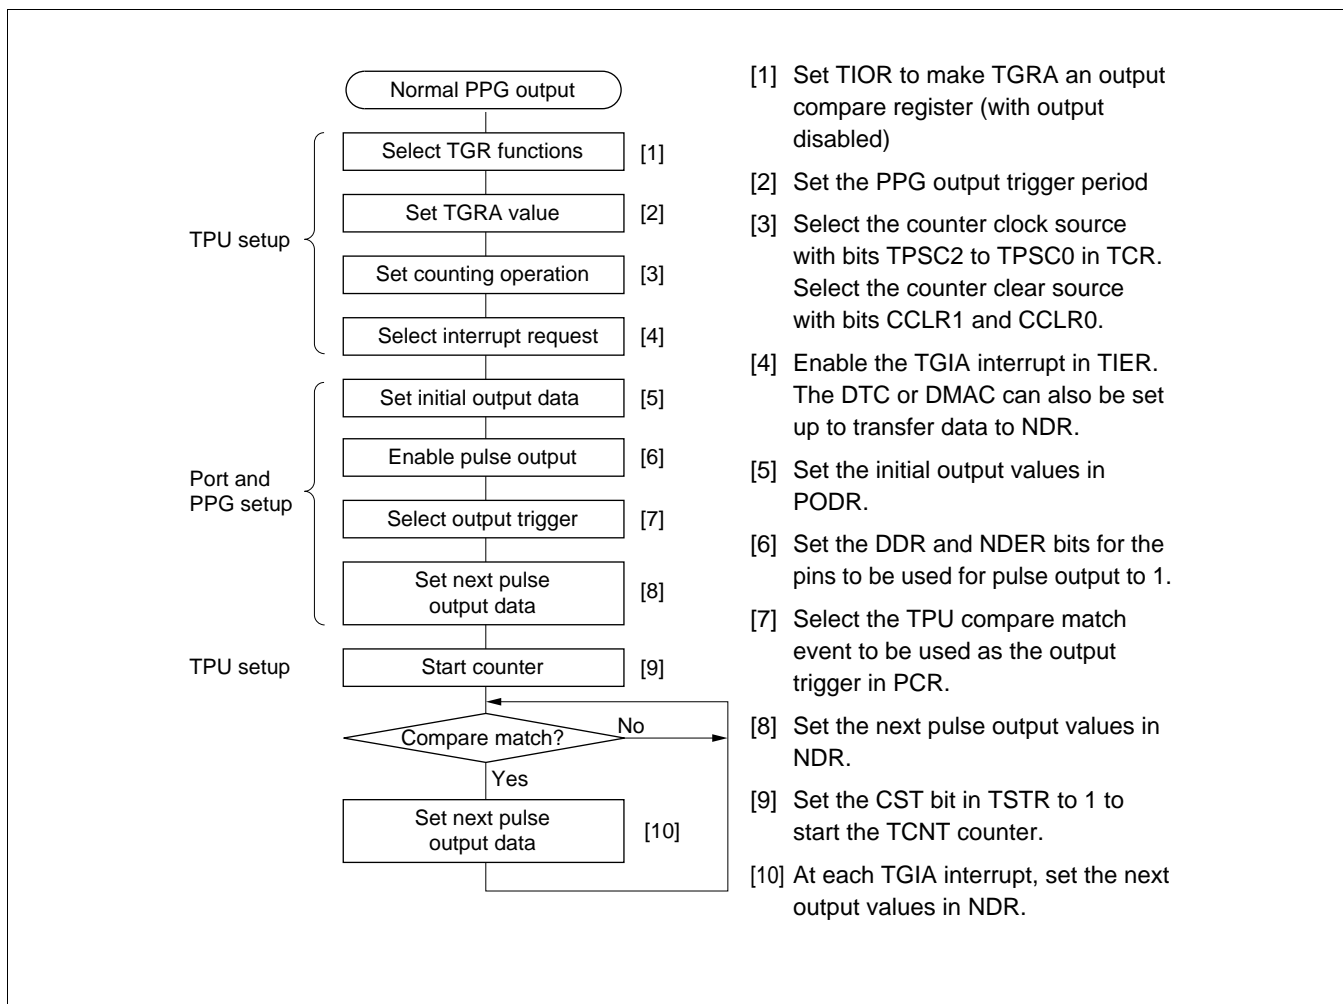 Normal PPG output
Select TGR functions [1]
Set TGRA value [2]
TPU setup
Set counting operation [3]
Select interrupt request [4]
Set initial output data [5]
Enable pulse output [6]
Port and
PPG setup
Select output trigger [7]
Set next pulse
output data
[8]
TPU setup
Start counter [9]
Compare match?
No
Yes
Set next pulse
output data
[10]
[1] Set TIOR to make TGRA an output
compare register (with output
disabled)
[2] Set the PPG output trigger period
[3] Select the counter clock source
with bits TPSC2 to TPSC0 in TCR.
Select the counter clear source
with bits CCLR1 and CCLR0.
[4] Enable the TGIA interrupt in TIER.
The DTC or DMAC can also be set
up to transfer data to NDR.
[5] Set the initial output values in
PODR.
[6] Set the DDR and NDER bits for the
pins to be used for pulse output to 1.
[7] Select the TPU compare match
event to be used as the output
trigger in PCR.
[8] Set the next pulse output values in
NDR.
[9] Set the CST bit in TSTR to 1 to
start the TCNT counter.
[10] At each TGIA interrupt, set the next
output values in NDR.